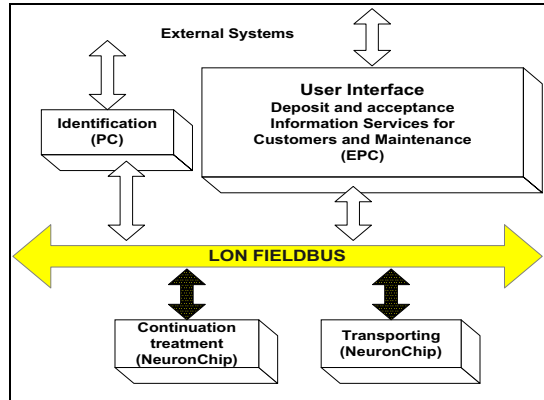 External Systems
User Interface
Deposit and acceptance
Information Services for
Customers and Maintenance
(EPC)
Identification
(PC)
LON FIELDBUS
Continuation
treatment
(NeuronChip)
Transporting
(NeuronChip)